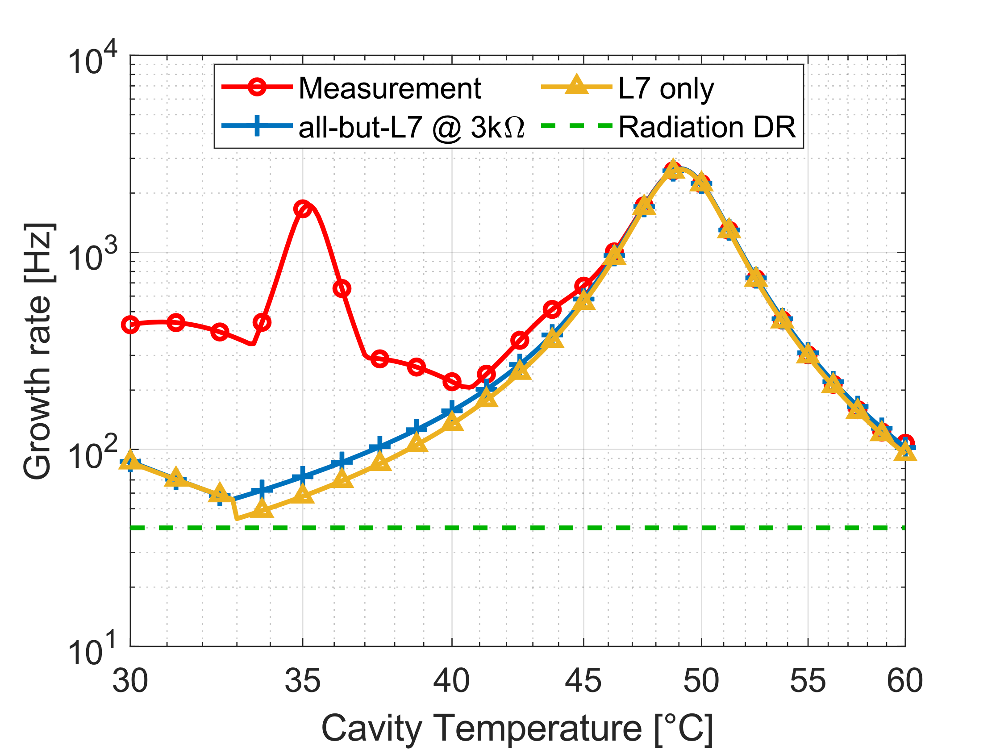 Measurement
L7 only
all-but-L7 @ 3kΩ
Radiation DR
10^4
10^3
10^2
10^1
Growth rate [Hz]
30 35 40 45 50 55 60
Cavity Temperature [°C]